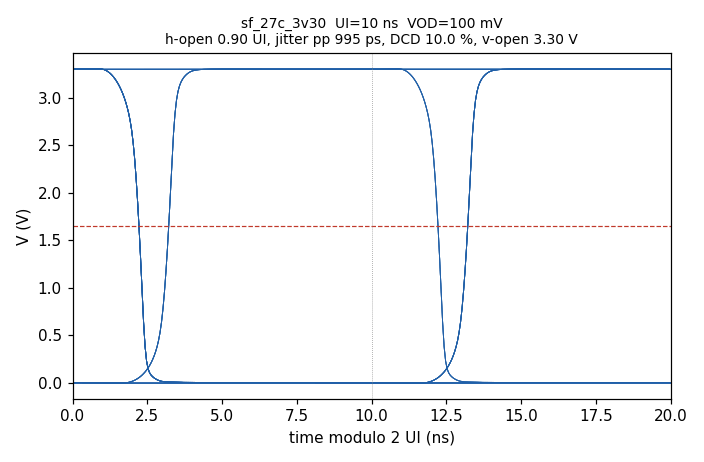 sf_27c_3v30  UI=10 ns  VOD=100 mV
h-open 0.90 UI, jitter pp 995 ps, DCD 10.0 %, v-open 3.30 V
V (V)
3.0
2.5
2.0
1.5
1.0
0.5
0.0
0.0 2.5 5.0 7.5 10.0 12.5 15.0 17.5 20.0
time modulo 2 UI (ns)